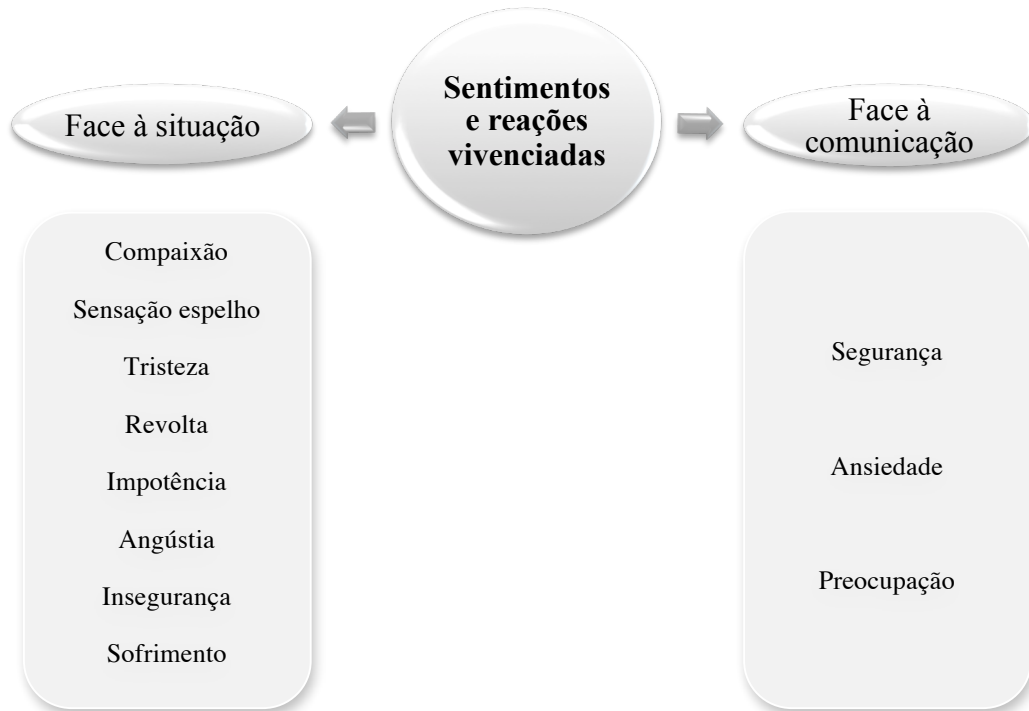 Sentimentos
e reações
vivenciadas
Face à situação
Compaixão
Sensação espelho
Tristeza
Revolta
Impotência
Angústia
Insegurança
Sofrimento
Face à
comunicação
Segurança
Ansiedade
Preocupação